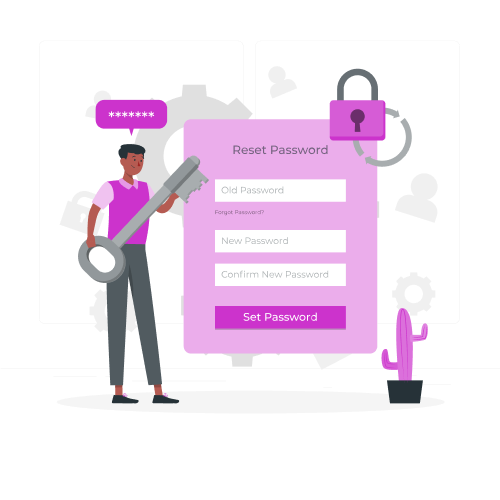 *******
Reset Password
Old Password
Forgot Password?
New Password
Confirm New Password
Set Password